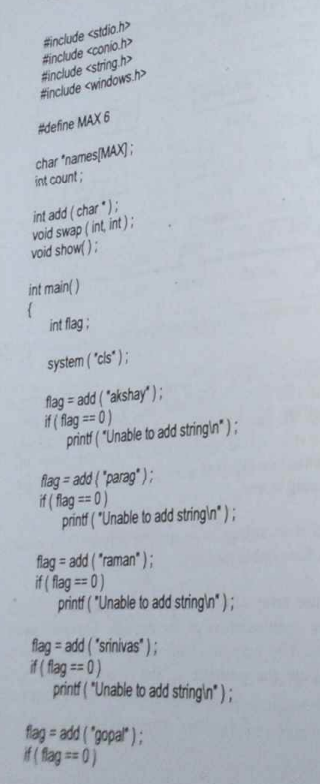 #include <stdio.h>
#include <conio.h>
#include <string.h>
#include <windows.h>
#define MAX 6
char *names[MAX] ;
int count ;
int add ( char * ) ;
void swap ( int, int ) ;
void show( ) ;
int main( )
{
int flag ;
system ( "cls" ) ;
flag = add ( "akshay" ) ;
if ( flag == 0 )
printf ( "Unable to add string\n" ) ;
flag = add ( "parag" ) ;
if ( flag == 0 )
printf ( "Unable to add string\n" ) ;
flag = add ( "raman" ) ;
if ( flag == 0 )
printf ( "Unable to add string\n" ) ;
flag = add ( "srinivas" ) ;
if ( flag == 0 )
printf ( "Unable to add string\n" ) ;
flag = add ( "gopal" ) ;
if ( flag == 0 )